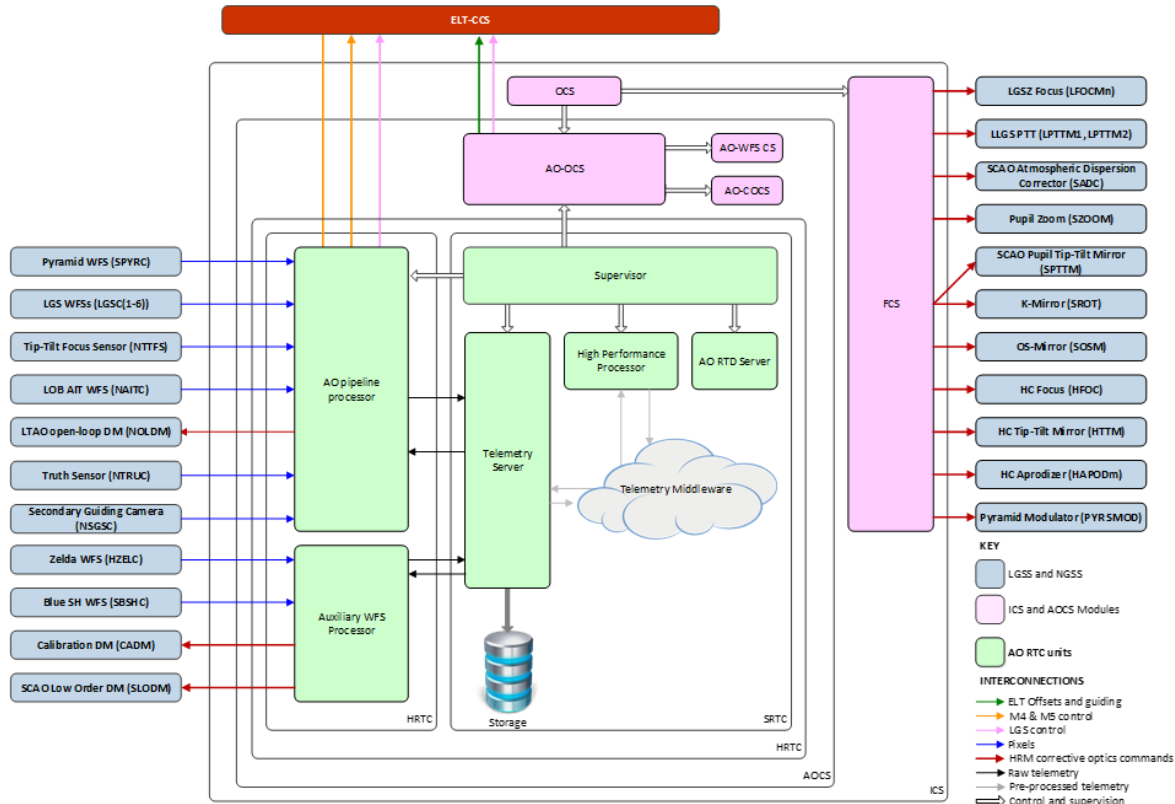 ELT-CCS
OCS
AO-OCS
AO-WFS CS
AO-COCS
FCS
Pyramid WFS (SPYRC)
LGS WFSs (LGSC(1-6))
Tip-Tilt Focus Sensor (NTTFS)
LOB AIT WFS (NAITC)
LTAO open-loop DM (NOLDM)
Truth Sensor (NTRUC)
Secondary Guiding Camera
(NSGSC)
Zelda WFS (HZELC)
Blue SH WFS (SBSHC)
Calibration DM (CADM)
SCAO Low Order DM (SLODM)
AO pipeline
processor
Auxiliary WFS
Processor
HRTC
Supervisor
Telemetry
Server
High Performance
Processor
AO RTD Server
Telemetry Middleware
Storage
SRTC
HRTC
AOCS
ICS
LGSZ Focus (LFOCMn)
LLGS PTT (LPTTM1, LPTTM2)
SCAO Atmospheric Dispersion
Corrector (SADC)
Pupil Zoom (SZOOM)
SCAO Pupil Tip-Tilt Mirror
(SPTTM)
K-Mirror (SROT)
OS-Mirror (SOSM)
HC Focus (HFOC)
HC Tip-Tilt Mirror (HTTM)
HC Aprodizer (HAPODm)
Pyramid Modulator (PYRSMOD)
KEY
LGSS and NGSS
ICS and AOCS Modules
AO RTC units
INTERCONNECTIONS
ELT Offsets and guiding
M4 & M5 control
LGS control
Pixels
HRM corrective optics commands
Raw telemetry
Pre-processed telemetry
Control and supervision